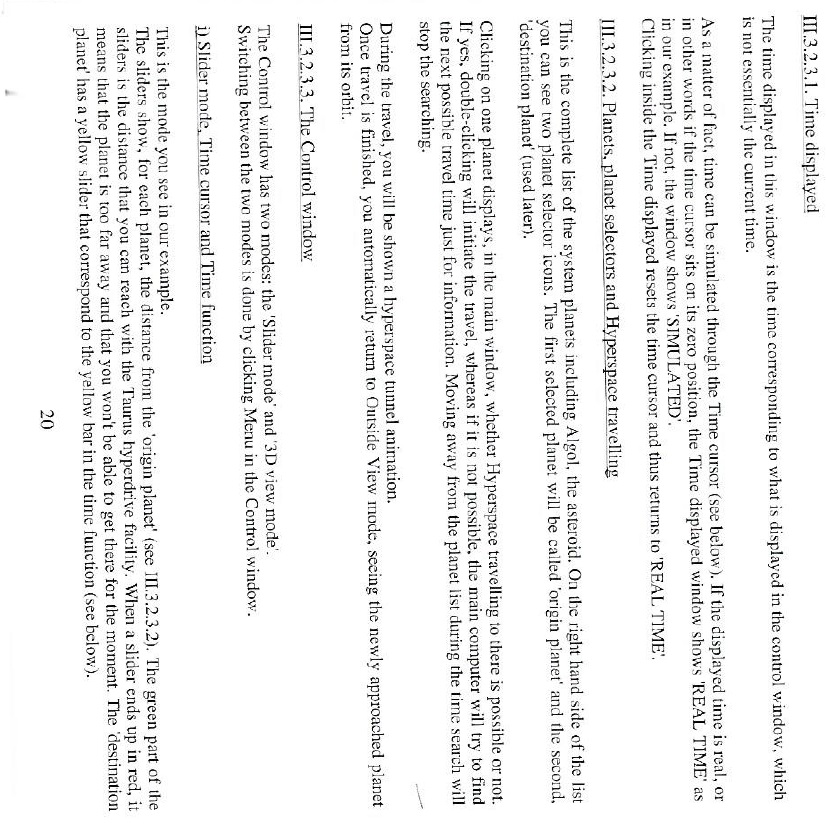 III.3.2.3.1. Time displayed
The time displayed in this window is the time corresponding to what is displayed in the control window, which
is not essentially the current time.
As a matter of fact, time can be simulated through the Time cursor (see below). If the displayed time is real, or
in other words if the time cursor sits on its zero position, the Time displayed window shows 'REAL TIME' as
in our example. If not, the window shows 'SIMULATED'.
Clicking inside the Time displayed resets the time cursor and thus returns to 'REAL TIME'.
III.3.2.3.2. Planets, planet selectors and Hyperspace travelling
This is the complete list of the system planets including Algol, the asteroid. On the right hand side of the list
you can see two planet selector icons. The first selected planet will be called 'origin planet' and the second,
'destination planet' (used later).
Clicking on one planet displays, in the main window, whether Hyperspace travelling to there is possible or not.
If yes, double-clicking will initiate the travel, whereas if it is not possible, the main computer will try to find
the next possible travel time just for information. Moving away from the planet list during the time search will
stop the searching.
During the travel, you will be shown a hyperspace tunnel animation.
Once travel is finished, you automatically return to Outside View mode, seeing the newly approached planet
from its orbit.
III.3.2.3.3. The Control window
The Control window has two modes: the 'Slider mode' and '3D view mode'.
Switching between the two modes is done by clicking Menu in the Control window.
i) Slider mode, Time cursor and Time function
This is the mode you see in our example.
The sliders show, for each planet, the distance from the 'origin planet' (see III.3.2.3.2). The green part of the
sliders is the distance that you can reach with the Taurus hyperdrive facility. When a slider ends up in red, it
means that the planet is too far away and that you won't be able to get there for the moment. The 'destination
planet' has a yellow slider that correspond to the yellow bar in the time function (see below).
20